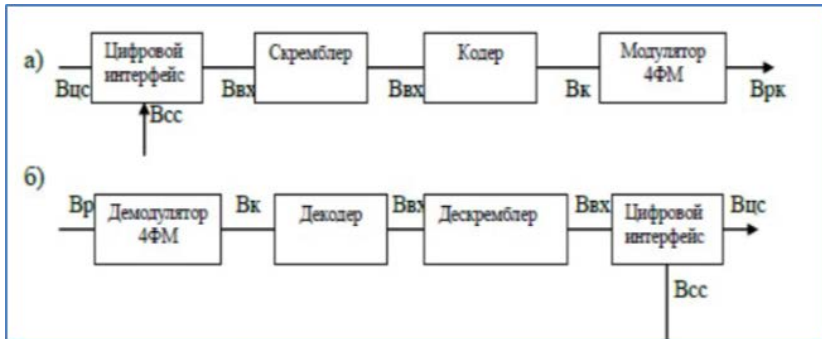 а)
Цифровой
интерфейс
Скремблер
Кодер
Модулятор
4ФМ
Вцс
Ввх
Ввх
Вк
Врк
Всс
б)
Вр
Демодулятор
4ФМ
Вк
Декодер
Ввх
Дескремблер
Ввх
Цифровой
интерфейс
Вцс
Всс